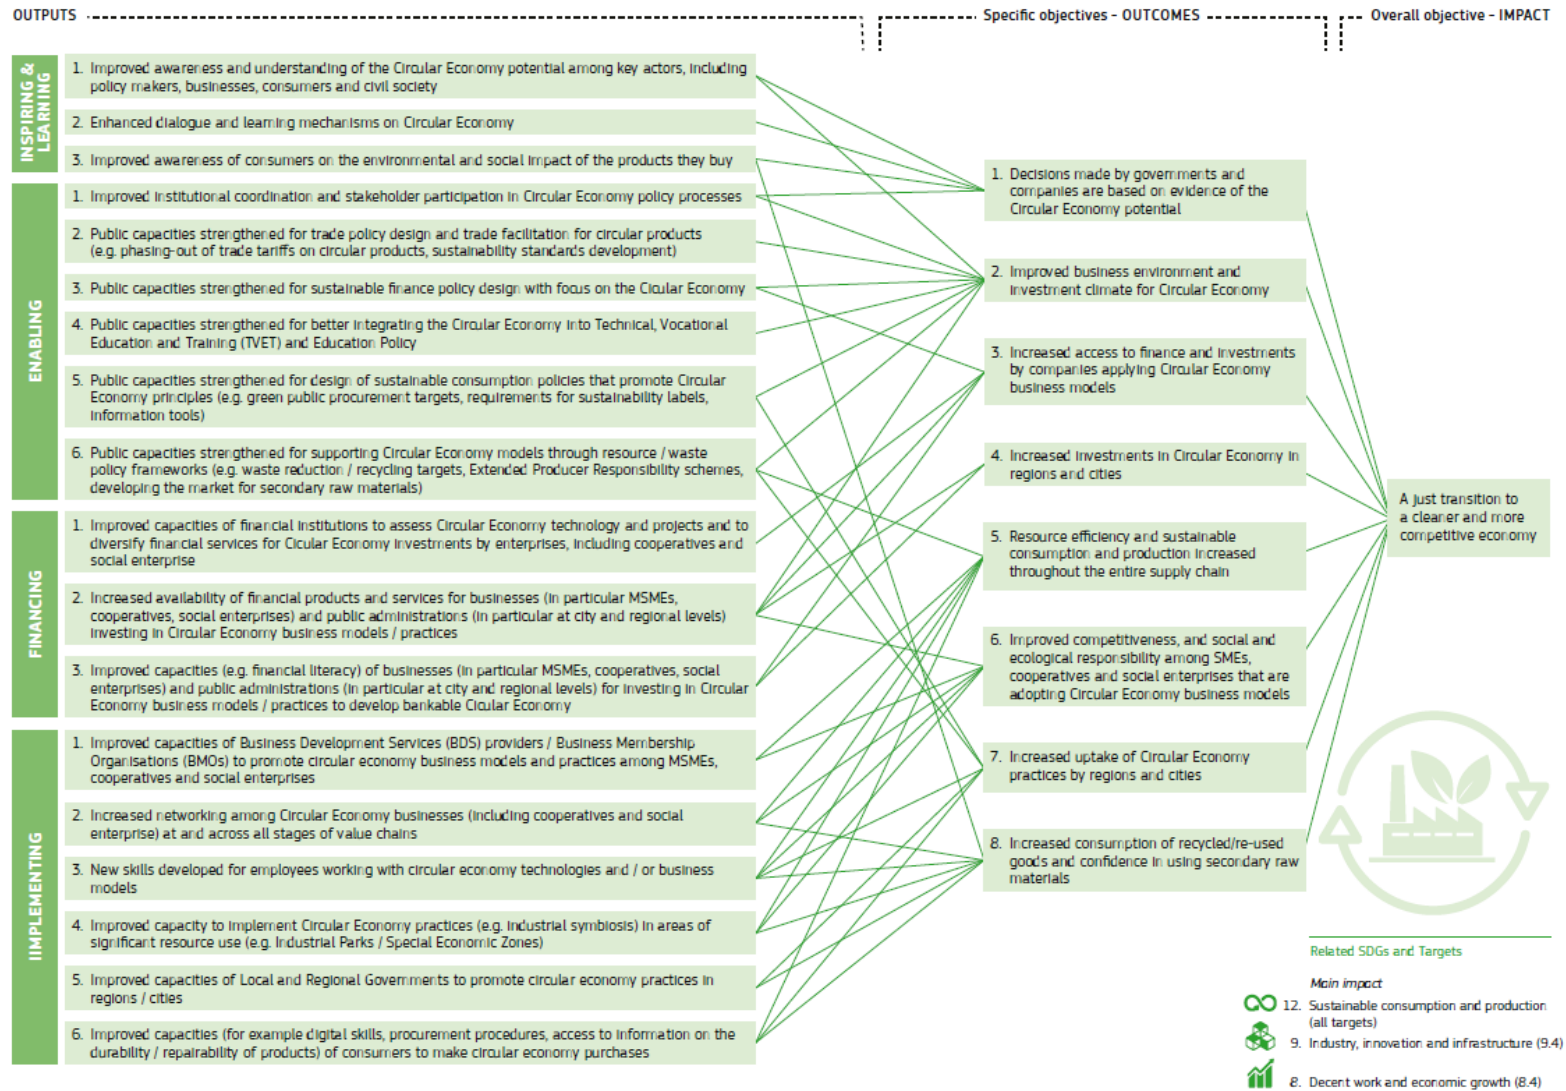 OUTPUTS
Specific objectives - OUTCOMES
Overall objective - IMPACT
INSPIRING &
LEARNING
1. Improved awareness and understanding of the Circular Economy potential among key actors, including
policy makers, businesses, consumers and civil society
2. Enhanced dialogue and learning mechanisms on Circular Economy
3. Improved awareness of consumers on the environmental and social impact of the products they buy
ENABLING
1. Improved institutional coordination and stakeholder participation in Circular Economy policy processes
2. Public capacities strengthened for trade policy design and trade facilitation for circular products
(e.g. phasing-out of trade tariffs on circular products, sustainability standards development)
3. Public capacities strengthened for sustainable finance policy design with focus on the Cicular Economy
4. Public capacities strengthened for better integrating the Circular Economy into Technical, Vocational
Education and Training (TVET) and Education Policy
5. Public capacities strengthened for design of sustainable consumption policies that promote Circular
Economy principles (e.g. green public procurement targets, requirements for sustainability labels,
information tools)
6. Public capacities strengthened for supporting Circular Economy models through resource / waste
policy frameworks (e.g. waste reduction / recycling targets, Extended Producer Responsibility schemes,
developing the market for secondary raw materials)
FINANCING
1. Improved capacities of financial institutions to assess Circular Economy technology and projects and to
diversify financial services for Cicular Economy investments by enterprises, including cooperatives and
social enterprise
2. Increased availability of financial products and services for businesses (in particular MSMEs,
cooperatives, social enterprises) and public administrations (in particular at city and regional levels)
investing in Circular Economy business models / practices
3. Improved capacities (e.g. financial literacy) of businesses (in particular MSMEs, cooperatives, social
enterprises) and public administrations (in particular at city and regional levels) for investing in Circular
Economy business models / practices to develop bankable Cicular Economy
IIMPLEMENTING
1. Improved capacities of Business Development Services (BDS) providers / Business Membership
Organisations (BMOs) to promote circular economy business models and practices among MSMEs,
cooperatives and social enterprises
2. Increased networking among Circular Economy businesses (including cooperatives and social
enterprise) at and across all stages of value chains
3. New skills developed for employees working with circular economy technologies and / or business
models
4. Improved capacity to implement Circular Economy practices (e.g. industrial symbiosis) in areas of
significant resource use (e.g. Industrial Parks / Special Economic Zones)
5. Improved capacities of Local and Regional Governments to promote circular economy practices in
regions / cities
6. Improved capacities (for example digital skills, procurement procedures, access to information on the
durability / repairability of products) of consumers to make circular economy purchases
1. Decisions made by governments and
companies are based on evidence of the
Circular Economy potential
2. Improved business environment and
investment climate for Circular Economy
3. Increased access to finance and investments
by companies applying Circular Economy
business models
4. Increased investments in Circular Economy in
regions and cities
5. Resource efficiency and sustainable
consumption and production increased
throughout the entire supply chain
6. Improved competitiveness, and social and
ecological responsibility among SMEs,
cooperatives and social enterprises that are
adopting Circular Economy business models
7. Increased uptake of Circular Economy
practices by regions and cities
8. Increased consumption of recycled/re-used
goods and confidence in using secondary raw
materials
A just transition to
a cleaner and more
competitive economy
Related SDGs and Targets
Main impact
12. Sustainable consumption and production
(all targets)
9. Industry, innovation and infrastructure (9.4)
8. Decent work and economic growth (8.4)